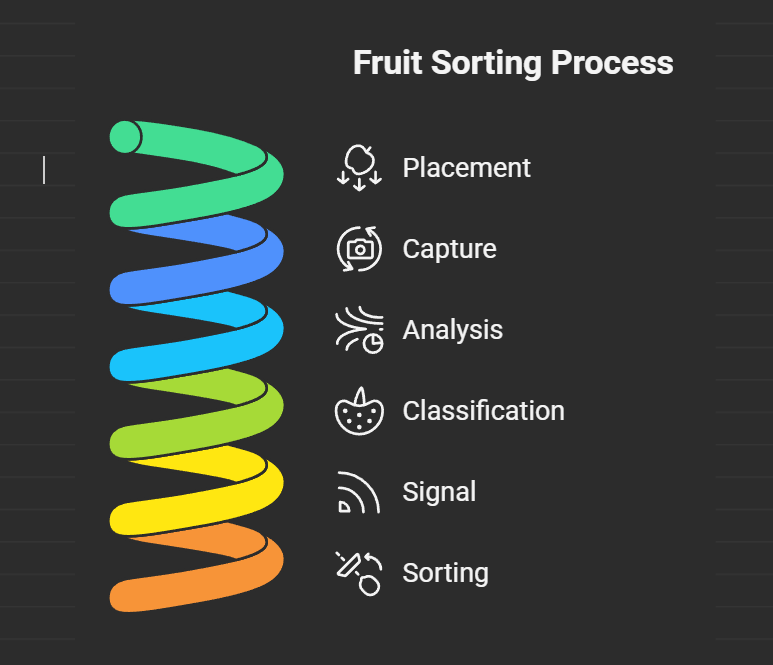 Fruit Sorting Process
Placement
Capture
Analysis
Classification
Signal
Sorting